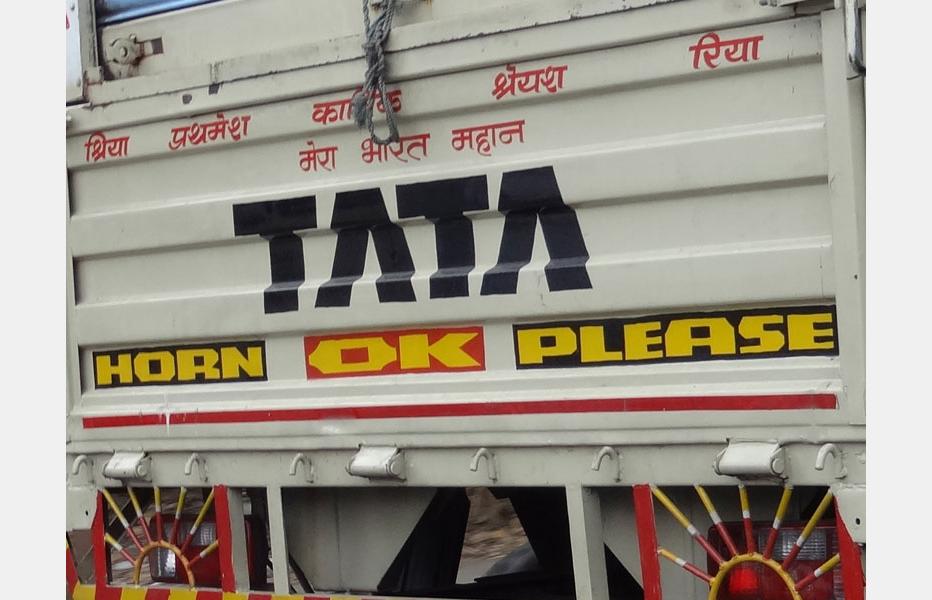 श्रिया प्रथमेश श्रेयश रिया
मेरा भारत महान
TATA
HORN OK PLEASE